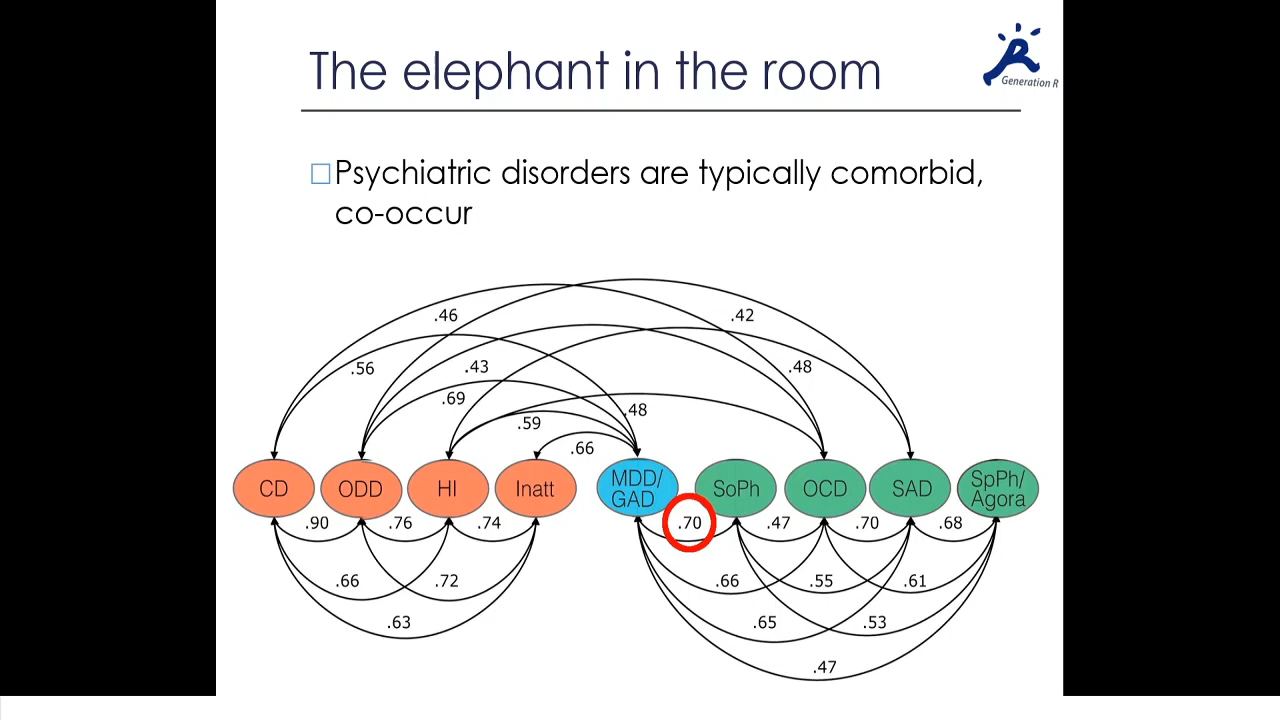 The elephant in the room
Generation R
Psychiatric disorders are typically comorbid,
co-occur
.46
.42
.56
.43
.48
.69
.48
.59
.66
CD
ODD
HI
Inatt
MDD/
GAD
SoPh
OCD
SAD
SpPh/
Agora
.90
.76
.74
.70
.47
.70
.68
.66
.72
.66
.55
.61
.63
.65
.53
.47